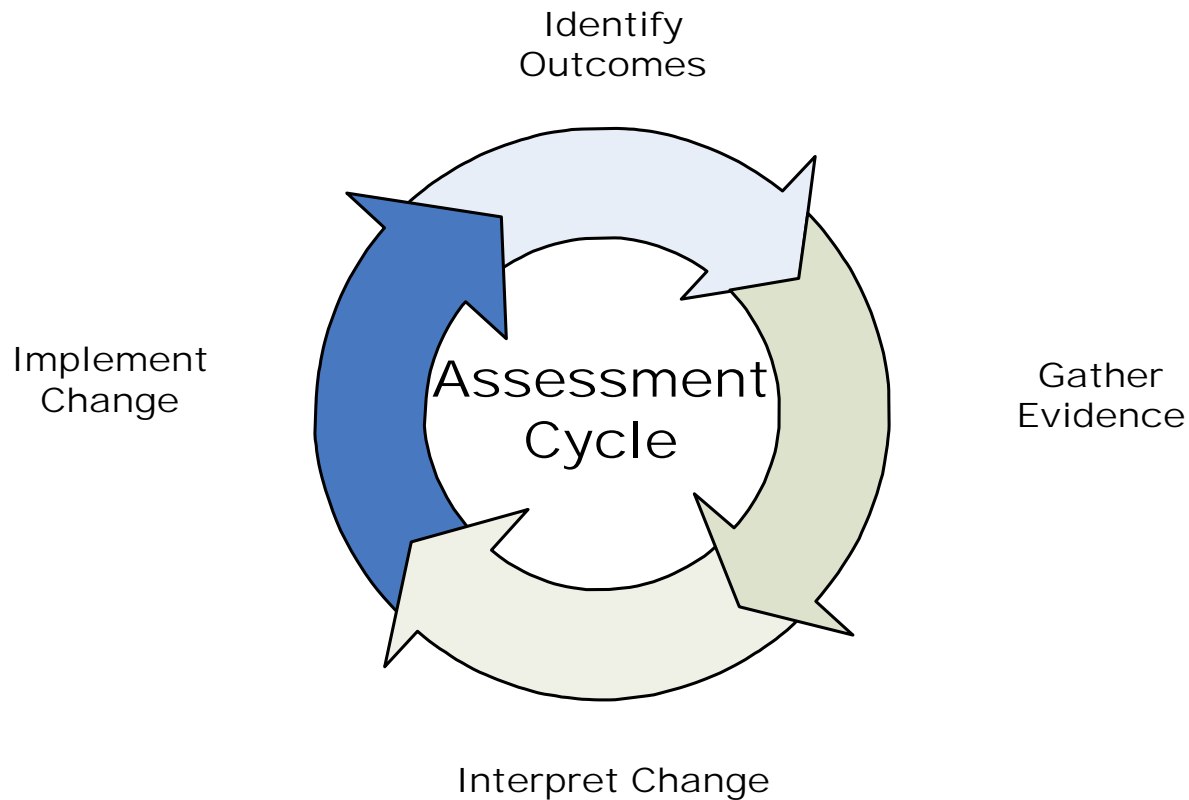 Identify
Outcomes
Implement
Change
Assessment
Cycle
Gather
Evidence
Interpret Change